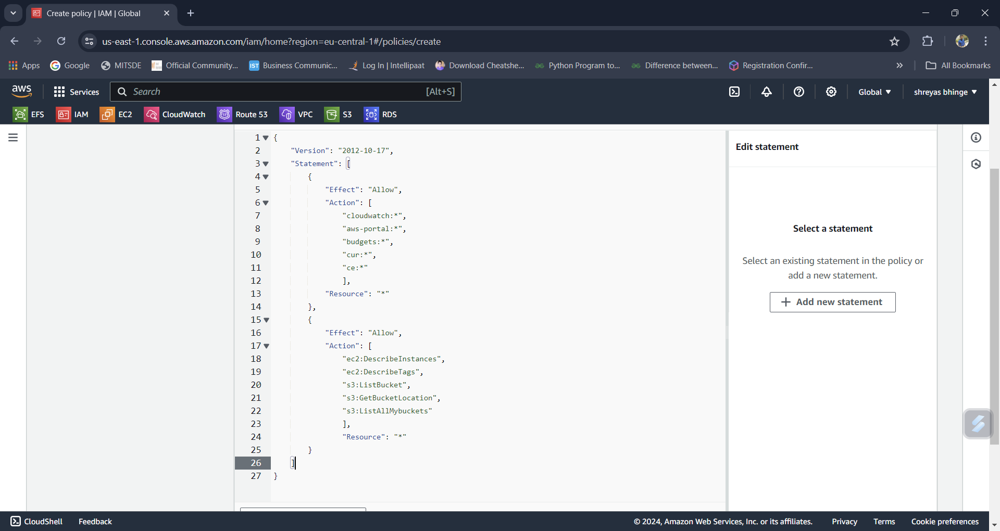 Create policy | IAM | Global
us-east-1.console.aws.amazon.com/iam/home?region=eu-central-1#/policies/create
Apps Google MITSDE Official Community... IST Business Communic... Log In | Intellipaat Download Cheatshe... Python Program to... Difference between... Registration Confir... » All Bookmarks
aws Services Search [Alt+S] Global shreyas bhinge
EFS IAM EC2 CloudWatch Route 53 VPC S3 RDS
1 {
2 "Version": "2012-10-17",
3 "Statement": [
4 {
5 "Effect": "Allow",
6 "Action": [
7 "cloudwatch:*",
8 "aws-portal:*",
9 "budgets:*",
10 "cur:*",
11 "ce:*"
12 ],
13 "Resource": "*"
14 },
15 {
16 "Effect": "Allow",
17 "Action": [
18 "ec2:DescribeInstances",
19 "ec2:DescribeTags",
20 "s3:ListBucket",
21 "s3:GetBucketLocation",
22 "s3:ListAllMybuckets"
23 ],
24 "Resource": "*"
25 }
26 ]
27 }
Edit statement
Select a statement
Select an existing statement in the policy or
add a new statement.
+ Add new statement
CloudShell Feedback © 2024, Amazon Web Services, Inc. or its affiliates. Privacy Terms Cookie preferences